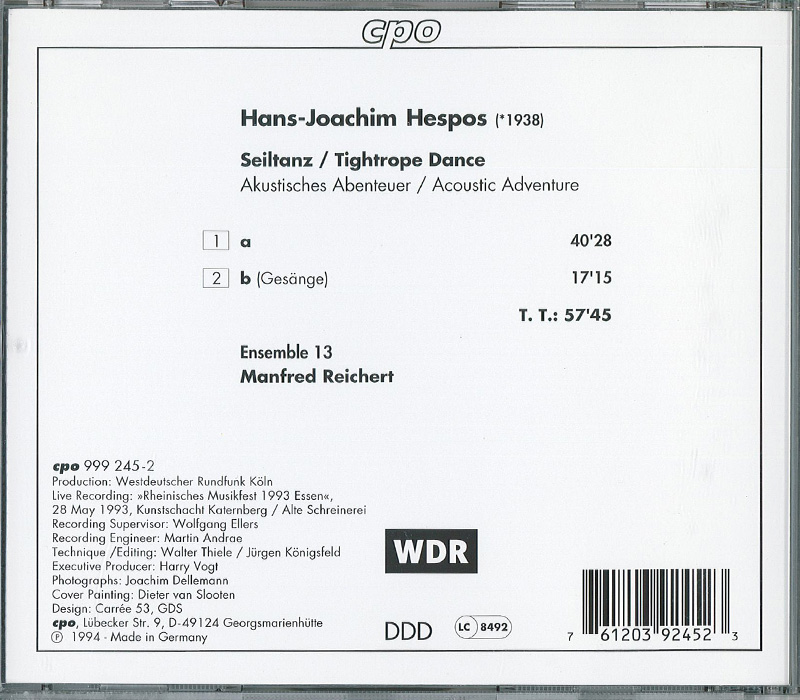 cpo
Hans-Joachim Hespos (*1938)
Seiltanz / Tightrope Dance
Akustisches Abenteuer / Acoustic Adventure
1 a 40'28
2 b (Gesänge) 17'15
T. T.: 57'45
Ensemble 13
Manfred Reichert
cpo 999 245-2
Production: Westdeutscher Rundfunk Köln
Live Recording: »Rheinisches Musikfest 1993 Essen«,
28 May 1993, Kunstschacht Katernberg / Alte Schreinerei
Recording Supervisor: Wolfgang Ellers
Recording Engineer: Martin Andrae
Technique /Editing: Walter Thiele / Jürgen Königsfeld
Executive Producer: Harry Vogt
Photographs: Joachim Dellemann
Cover Painting: Dieter van Slooten
Design: Carrée 53, GDS
cpo, Lübecker Str. 9, D-49124 Georgsmarienhütte
℗ 1994 - Made in Germany
WDR
DDD
LC 8492
7 61203 92452 3